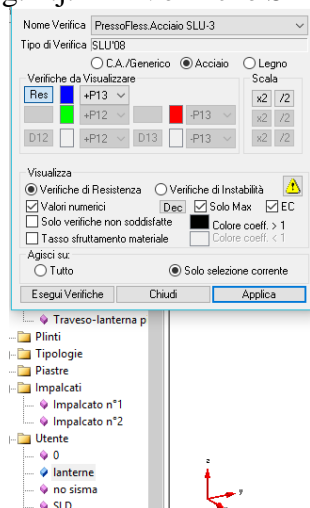 Nome Verifica PressoFless.Acciaio SLU-3
Tipo di Verifica SLU'08
C.A./Generico Acciaio Legno
Verifiche da Visualizzare Scala
Res +P13 x2 /2
+P12 -P13 x2 /2
D12 +P12 D13 -P13 x2 /2
Visualizza
Verifiche di Resistenza Verifiche di Instabilità
Valori numerici Dec Solo Max EC
Solo verifiche non soddisfatte Colore coeff. > 1
Tasso sfruttamento materiale Colore coeff. < 1
Agisci su:
Tutto Solo selezione corrente
Esegui Verifiche Chiudi Applica
Traveso-lanterna p
Plinti
Tipologie
Piastre
Impalcati
Impalcato n°1
Impalcato n°2
Utente
0
lanterne
no sisma
SLD
z
y